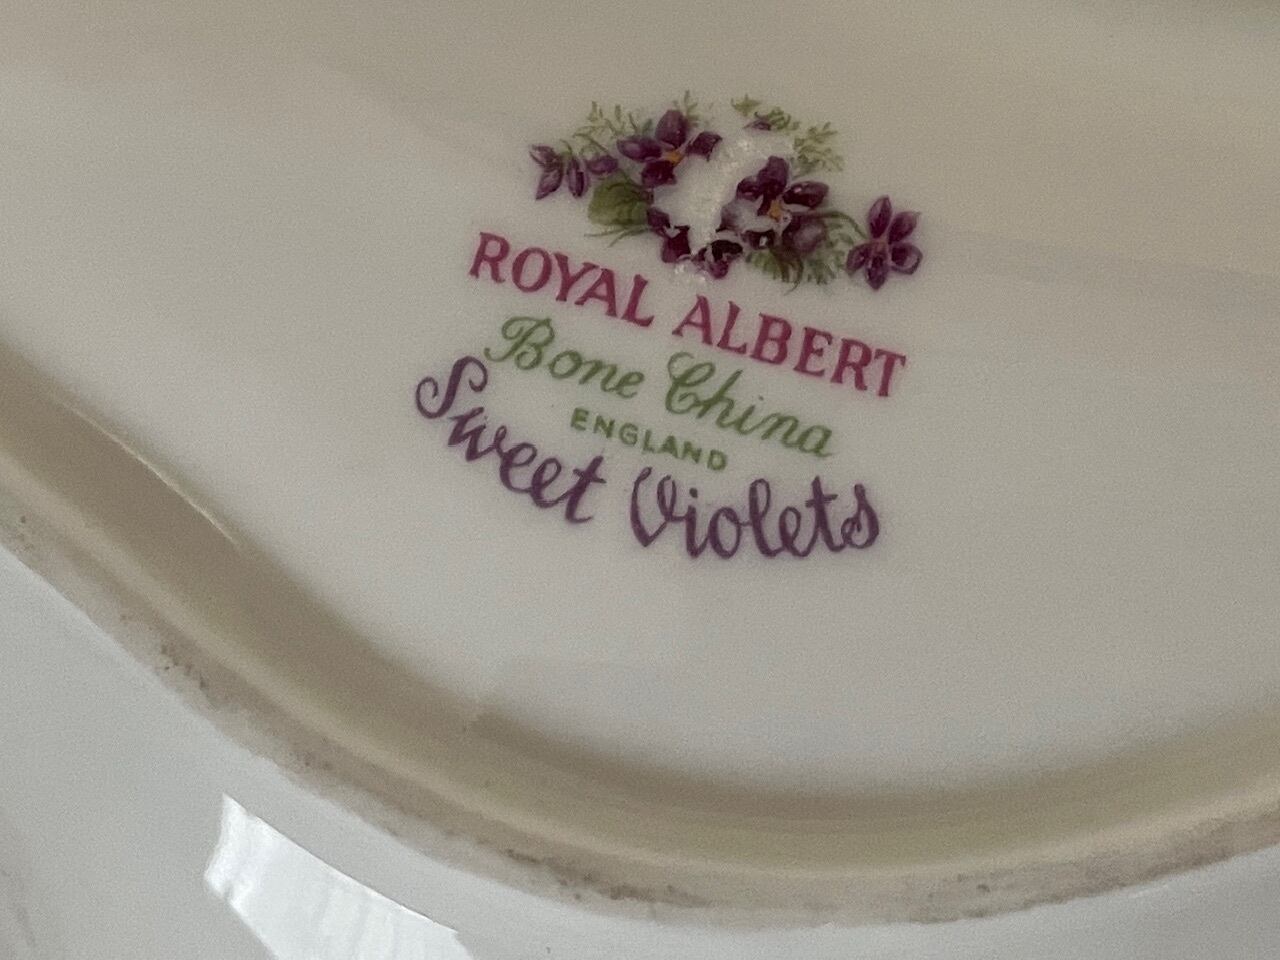 ROYAL ALBERT
Bone China
ENGLAND
Sweet Violets